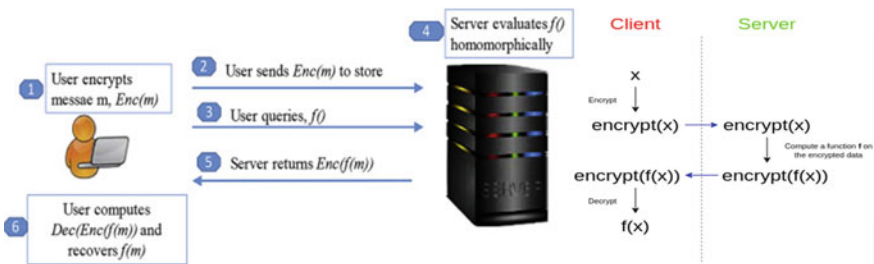 1
User encrypts
messae m, Enc(m)
2
User sends Enc(m) to store
3
User queries, f()
4
Server evaluates f()
homomorphically
5
Server returns Enc(f(m))
6
User computes
Dec(Enc(f(m)) and
recovers f(m)
SERVER
Client
Server
x
Encrypt
encrypt(x)
encrypt(x)
Compute a function f on
the encrypted data
encrypt(f(x))
encrypt(f(x))
Decrypt
f(x)